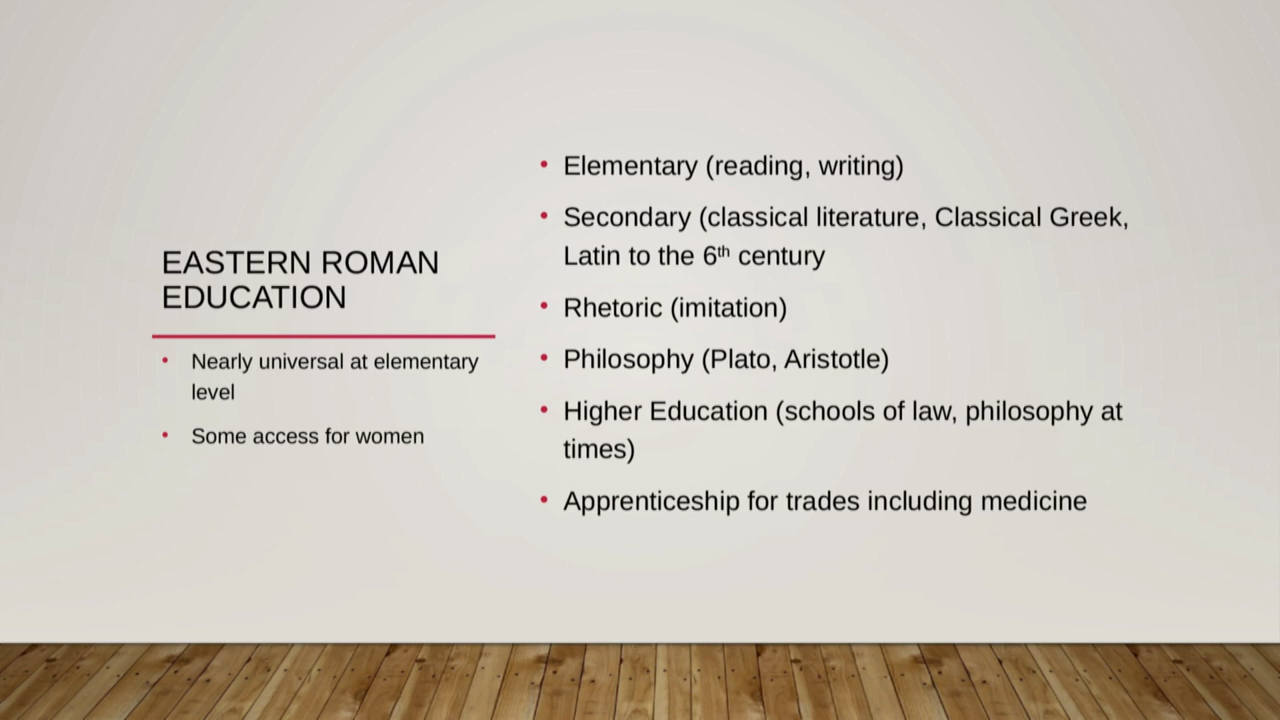 EASTERN ROMAN
EDUCATION
• Nearly universal at elementary
level
• Some access for women
• Elementary (reading, writing)
• Secondary (classical literature, Classical Greek,
Latin to the 6th century
• Rhetoric (imitation)
• Philosophy (Plato, Aristotle)
• Higher Education (schools of law, philosophy at
times)
• Apprenticeship for trades including medicine